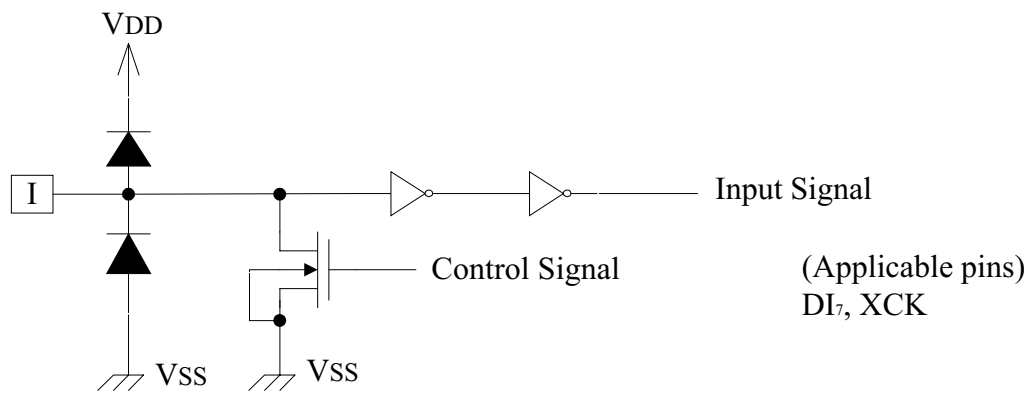 VDD
I
Input Signal
Control Signal
(Applicable pins)
DI₇, XCK
VSS
VSS